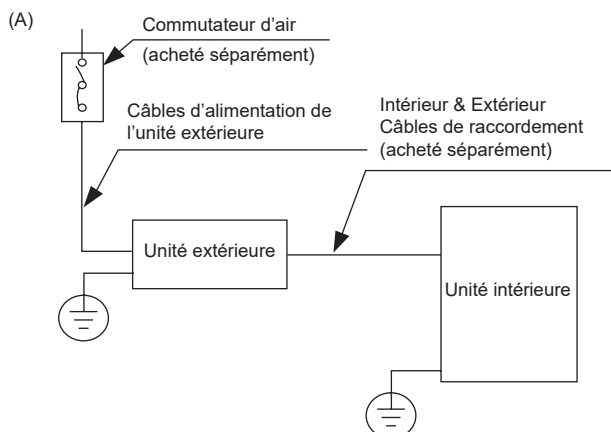 (A)
Commutateur d'air
(acheté séparément)
Câbles d'alimentation de
l'unité extérieure
Intérieur & Extérieur
Câbles de raccordement
(acheté séparément)
Unité extérieure
Unité intérieure